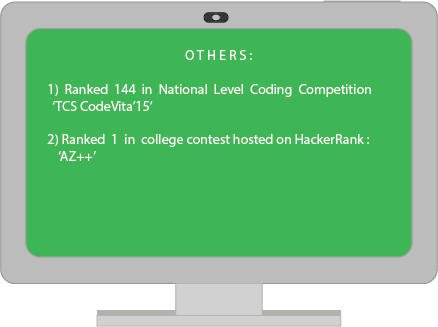 OTHERS:
1) Ranked 144 in National Level Coding Competition
'TCS CodeVita'15'
2) Ranked 1 in college contest hosted on HackerRank :
'AZ++'